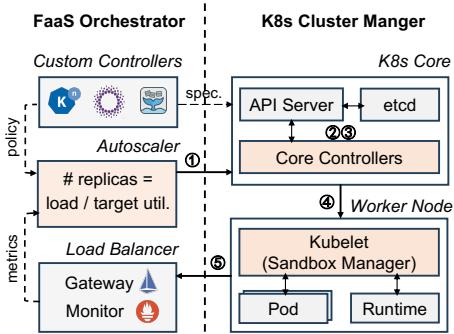 FaaS Orchestrator
K8s Cluster Manger
Custom Controllers
K8s Core
K n
spec.
API Server
etcd
policy
②③
Autoscaler
①
Core Controllers
# replicas =
load / target util.
④
Worker Node
metrics
Load Balancer
⑤
Kubelet
(Sandbox Manager)
Gateway
Monitor
Pod
Runtime